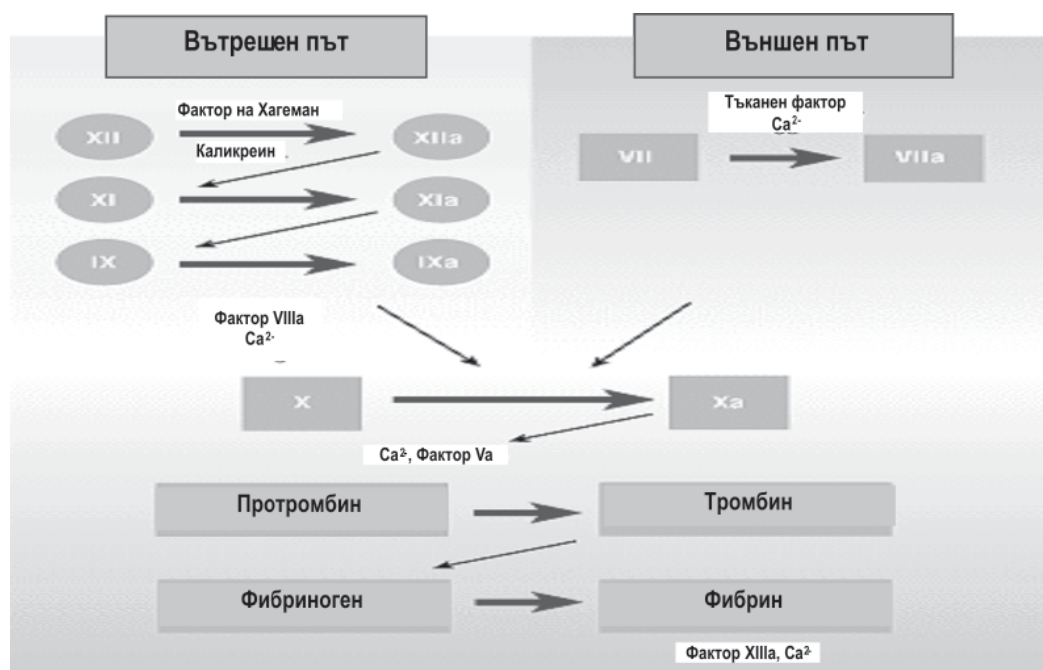 Вътрешен път
Външен път
Фактор на Хагеман
XII
XIIa
Каликреин
XI
XIa
IX
IXa
Тъканен фактор
Ca²⁻
VII
VIIa
Фактор VIIIa
Ca²⁻
X
Xa
Ca²⁻, Фактор Va
Протромбин
Тромбин
Фибриноген
Фибрин
Фактор XIIIa, Ca²⁻